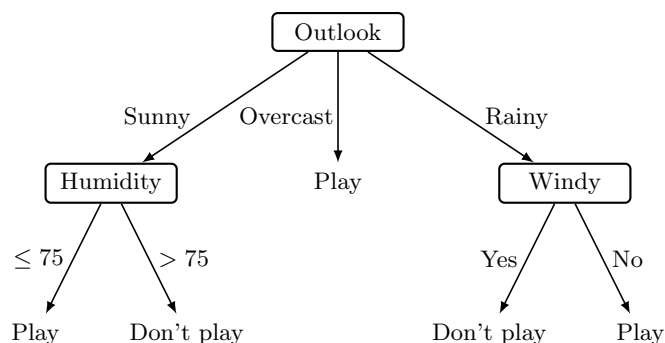 Outlook
Sunny Overcast Rainy
Humidity Play Windy
≤ 75 > 75 Yes No
Play Don't play Don't play Play